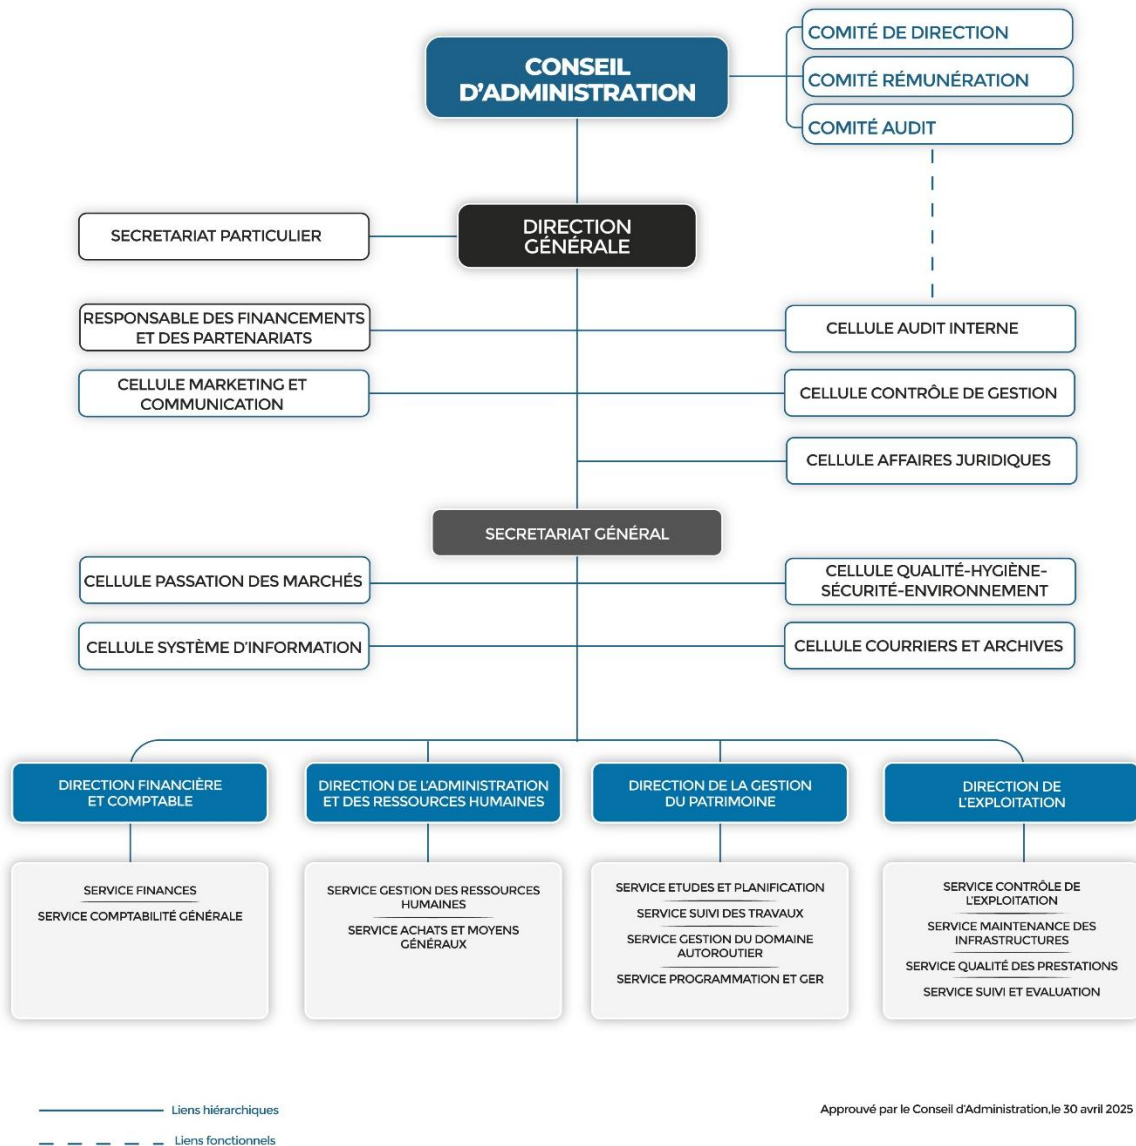 CONSEIL
D'ADMINISTRATION
COMITÉ DE DIRECTION
COMITÉ RÉMUNÉRATION
COMITÉ AUDIT
DIRECTION
GÉNÉRALE
SECRETARIAT PARTICULIER
RESPONSABLE DES FINANCEMENTS
ET DES PARTENARIATS
CELLULE AUDIT INTERNE
CELLULE MARKETING ET
COMMUNICATION
CELLULE CONTRÔLE DE GESTION
CELLULE AFFAIRES JURIDIQUES
SECRETARIAT GÉNÉRAL
CELLULE PASSATION DES MARCHÉS
CELLULE QUALITÉ-HYGIÈNE-
SÉCURITÉ-ENVIRONNEMENT
CELLULE SYSTÈME D'INFORMATION
CELLULE COURRIERS ET ARCHIVES
DIRECTION FINANCIÈRE
ET COMPTABLE
SERVICE FINANCES
SERVICE COMPTABILITÉ GÉNÉRALE
DIRECTION DE L'ADMINISTRATION
ET DES RESSOURCES HUMAINES
SERVICE GESTION DES RESSOURCES
HUMAINES
SERVICE ACHATS ET MOYENS
GÉNÉRAUX
DIRECTION DE LA GESTION
DU PATRIMOINE
SERVICE ETUDES ET PLANIFICATION
SERVICE SUIVI DES TRAVAUX
SERVICE GESTION DU DOMAINE
AUTOROUTIER
SERVICE PROGRAMMATION ET GER
DIRECTION DE
L'EXPLOITATION
SERVICE CONTRÔLE DE
L'EXPLOITATION
SERVICE MAINTENANCE DES
INFRASTRUCTURES
SERVICE QUALITÉ DES PRESTATIONS
SERVICE SUIVI ET EVALUATION
Liens hiérarchiques
Liens fonctionnels
Approuvé par le Conseil d'Administration,le 30 avril 2025